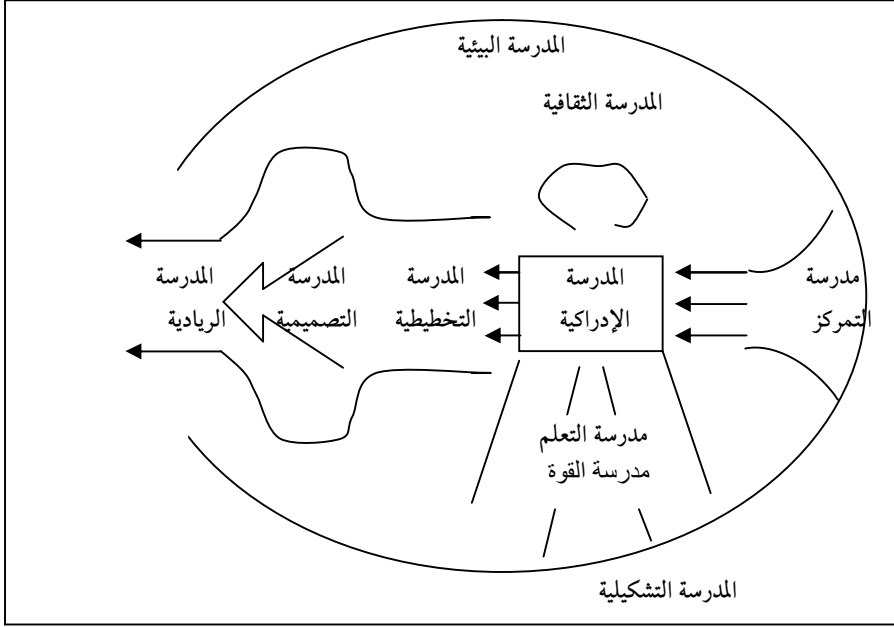 المدرسة البيئية
المدرسة الثقافية
مدرسة
التمركز
المدرسة
الإدراكية
المدرسة
التخطيطية
المدرسة
التصميمية
المدرسة
الريادية
مدرسة التعلم
مدرسة القوة
المدرسة التشكيلية